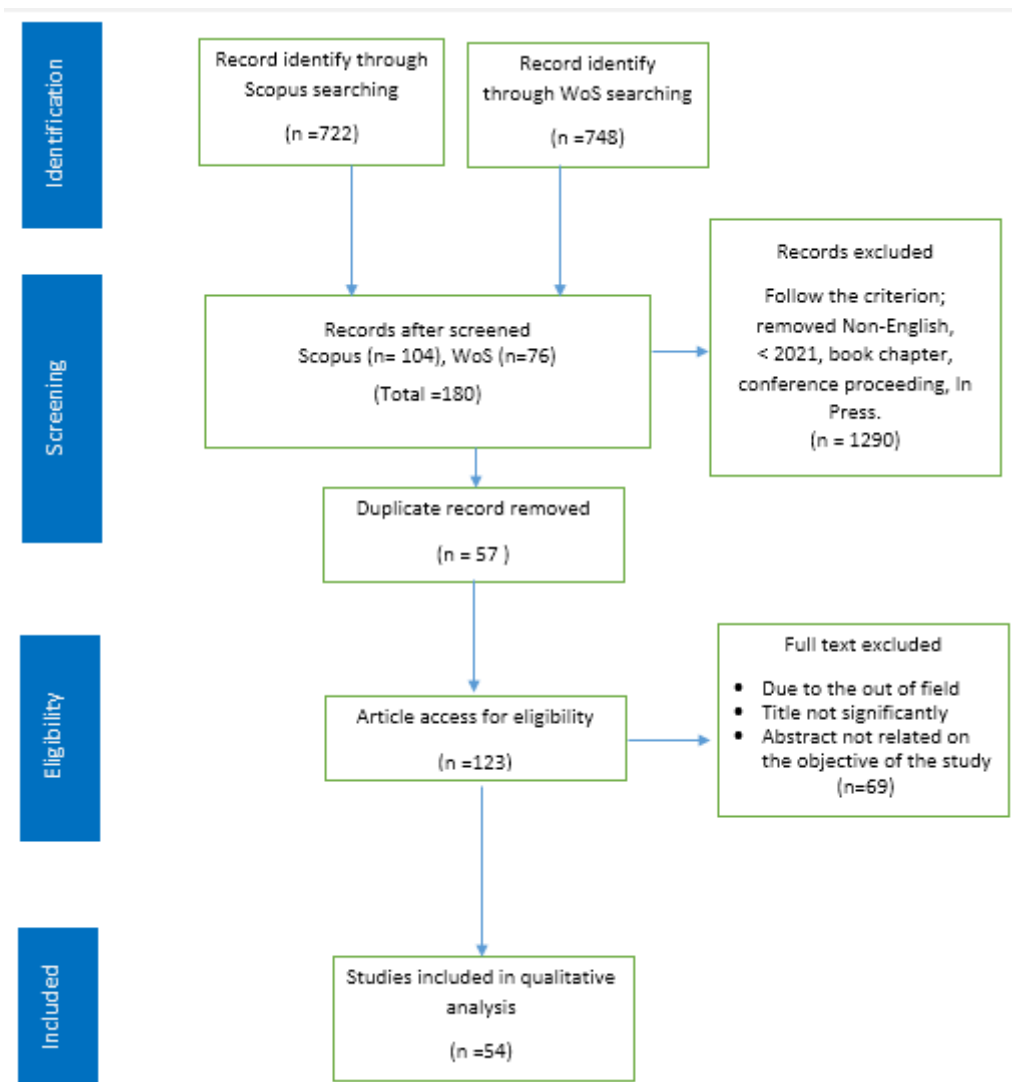 Identification
Record identify through
Scopus searching
(n =722)
Record identify
through WoS searching
(n =748)
Records excluded
Follow the criterion;
removed Non-English,
< 2021, book chapter,
conference proceeding, In
Press.
(n = 1290)
Screening
Records after screened
Scopus (n= 104), WoS (n=76)
(Total =180)
Duplicate record removed
(n = 57 )
Eligibility
Article access for eligibility
(n =123)
Full text excluded
• Due to the out of field
• Title not significantly
• Abstract not related on
the objective of the study
(n=69)
Included
Studies included in qualitative
analysis
(n =54)